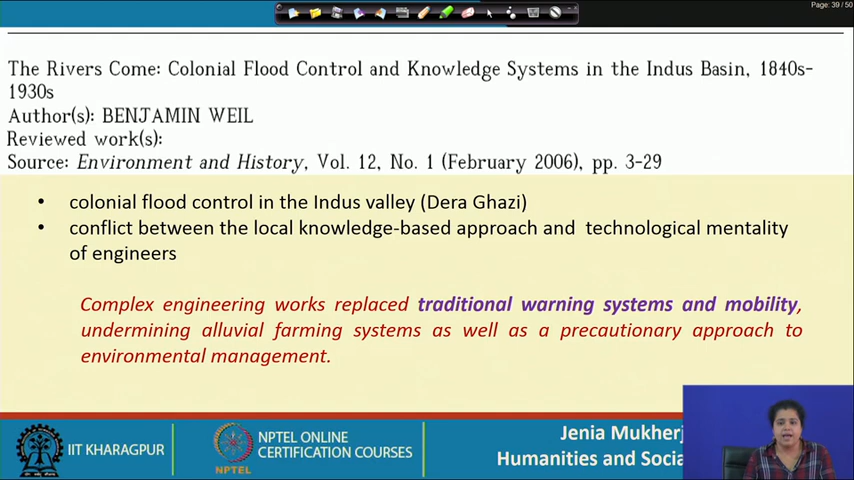 Page: 39 / 50
The Rivers Come: Colonial Flood Control and Knowledge Systems in the Indus Basin, 1840s-
1930s
Author(s): BENJAMIN WEIL
Reviewed work(s):
Source: Environment and History, Vol. 12, No. 1 (February 2006), pp. 3-29
• colonial flood control in the Indus valley (Dera Ghazi)
• conflict between the local knowledge-based approach and technological mentality
of engineers
Complex engineering works replaced traditional warning systems and mobility,
undermining alluvial farming systems as well as a precautionary approach to
environmental management.
IIT KHARAGPUR
NPTEL
NPTEL ONLINE
CERTIFICATION COURSES
Jenia Mukherj
Humanities and Socia